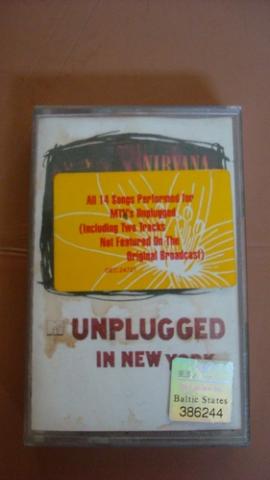 NIRVANA
All 14 Songs Performed for
MTV's Unplugged
(Including Two Tracks
Not Featured On The
Original Broadcast)
UNPLUGGED
IN NEW YORK
Baltic States
386244